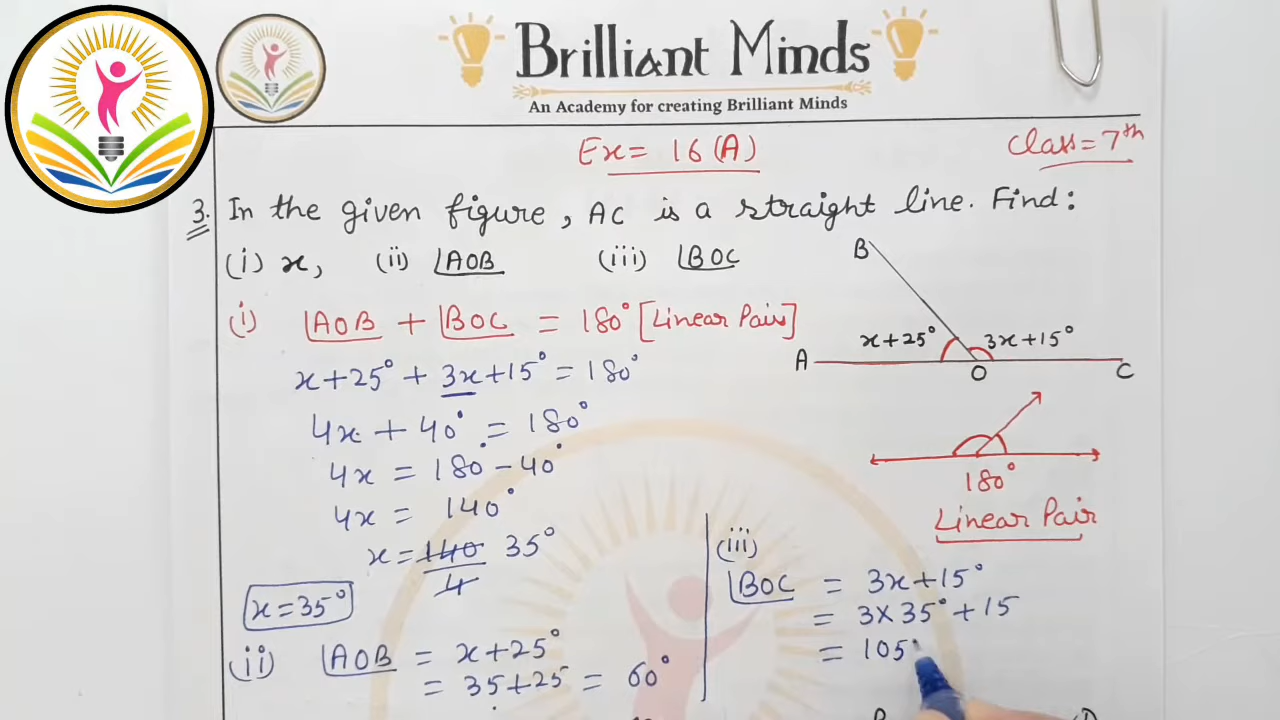 Brilliant Minds
An Academy for creating Brilliant Minds
Ex= 16(A)
Class=7th
3. In the given figure, AC is a straight line. Find:
(i) x, (ii) ∠AOB (iii) ∠BOC
(i) ∠AOB + ∠BOC = 180° [Linear Pair]
x+25° + 3x+15° = 180°
4x + 40° = 180°
4x = 180° - 40°
4x = 140°
x = 140/4 35°
x = 35°
(ii) ∠AOB = x+25°
= 35+25 = 60°
B
x+25° 3x+15°
A O C
180°
Linear Pair
(iii)
∠BOC = 3x+15°
= 3×35°+15
= 105°